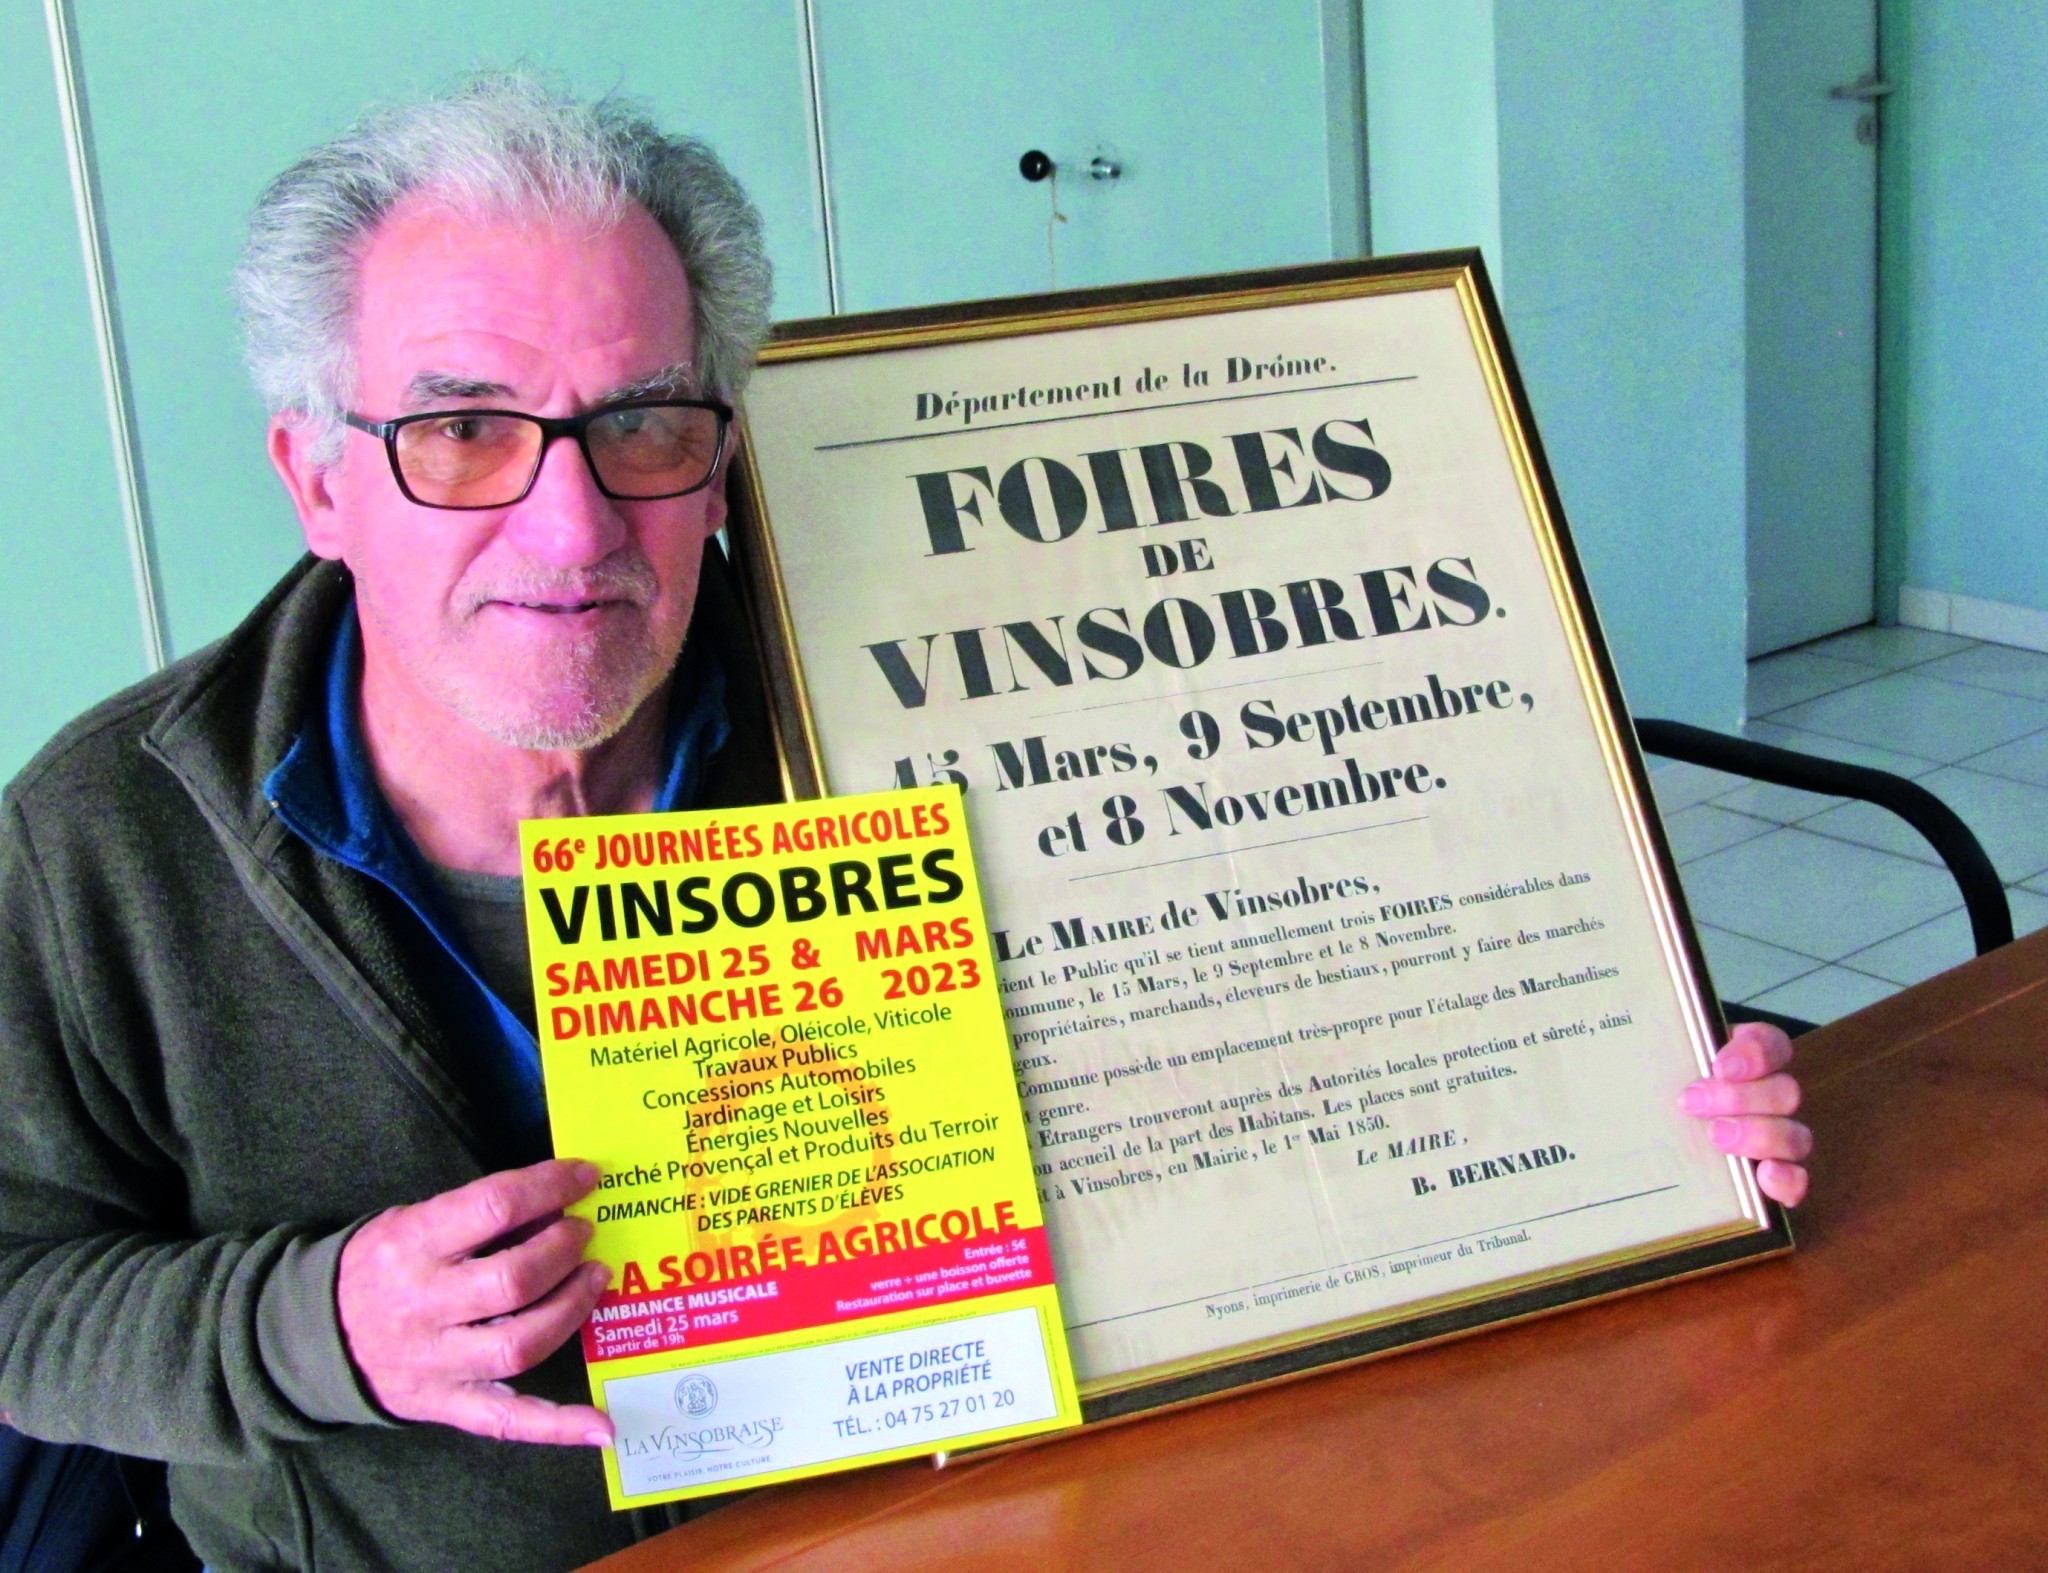 66e JOURNÉES AGRICOLES
VINSOBRES
SAMEDI 25 & MARS
DIMANCHE 26 2023
Matériel Agricole, Oléicole, Viticole
Travaux Publics
Concessions Automobiles
Jardinage et Loisirs
Énergies Nouvelles
arché Provençal et Produits du Terroir
DIMANCHE : VIDE GRENIER DE L'ASSOCIATION
DES PARENTS D'ÉLÈVES
LA SOIRÉE AGRICOLE
AMBIANCE MUSICALE
Samedi 25 mars
à partir de 19h
Entrée : 5€
verre + une boisson offerte
Restauration sur place et buvette
LA VINSOBRAISE
VOTRE PLAISIR, NOTRE CULTURE
VENTE DIRECTE
À LA PROPRIÉTÉ
TÉL. : 04 75 27 01 20
Département de la Drôme.
FOIRES
DE
VINSOBRES.
15 Mars, 9 Septembre,
et 8 Novembre.
Le MAIRE de Vinsobres,
vient le Public qu'il se tient annuellement trois FOIRES considérables dans
ommune, le 15 Mars, le 9 Septembre et le 8 Novembre.
propriétaires, marchands, éleveurs de bestiaux, pourront y faire des marchés
geux.
Commune possède un emplacement très-propre pour l'étalage des Marchandises
t genre.
Etrangers trouveront auprès des Autorités locales protection et sûreté, ainsi
on accueil de la part des Habitans. Les places sont gratuites.
it à Vinsobres, en Mairie, le 1er Mai 1850.
Le MAIRE,
B. BERNARD.
Nyons, imprimerie de GROS, imprimeur du Tribunal.